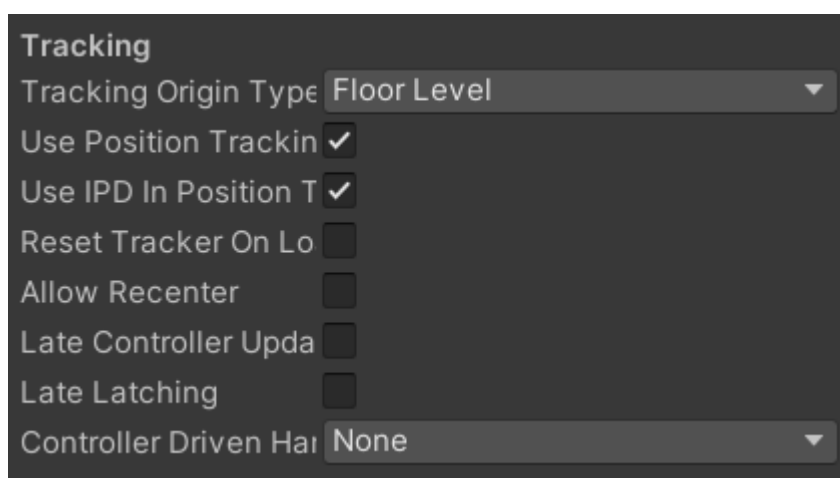 Tracking
Tracking Origin Type Floor Level
Use Position Trackin
Use IPD In Position T
Reset Tracker On Lo
Allow Recenter
Late Controller Upda
Late Latching
Controller Driven Har None